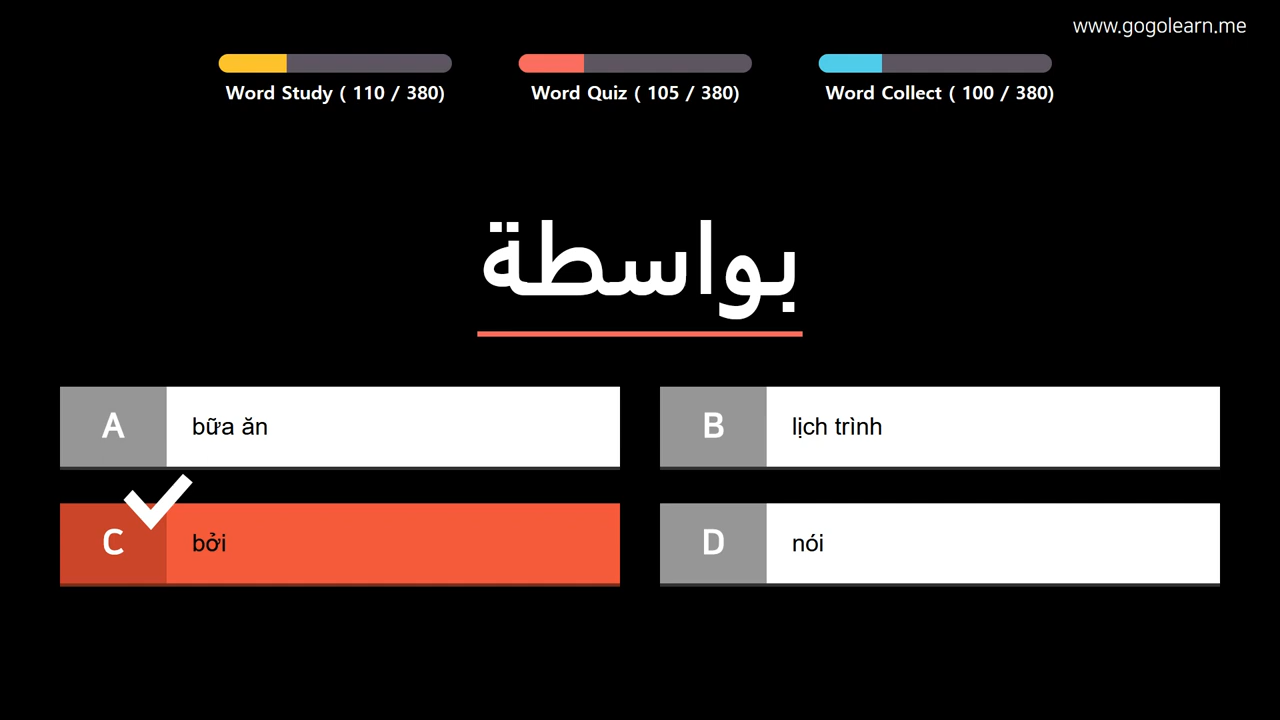 www.gogolearn.me
Word Study ( 110 / 380)
Word Quiz ( 105 / 380)
Word Collect ( 100 / 380)
بواسطة
A
bữa ăn
B
lịch trình
C
bởi
D
nói